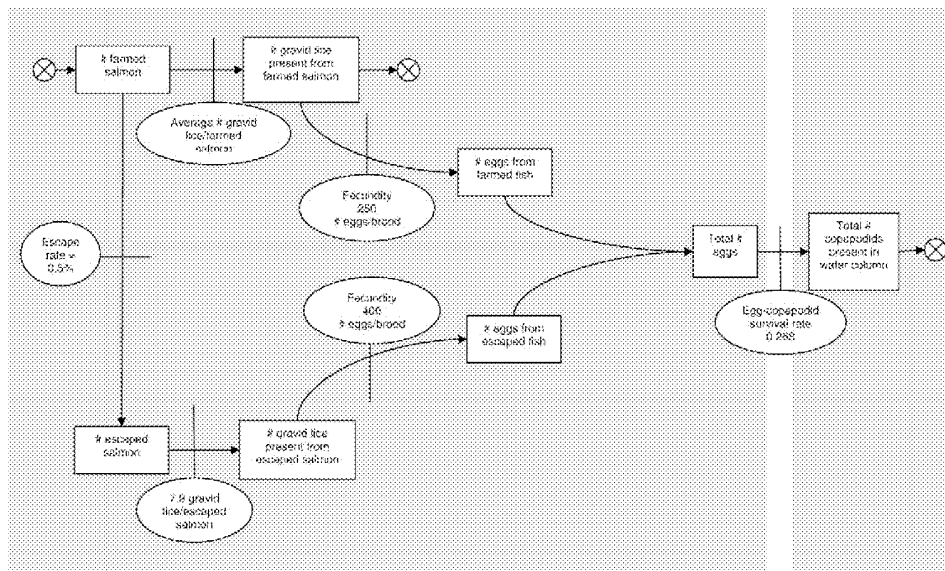 # farmed
salmon
# gravid lice
present from
farmed salmon
Average # gravid
lice/farmed
salmon
# eggs from
farmed fish
Fecundity
250
# eggs/brood
Escape
rate =
0.5%
Total #
eggs
Total #
copepodids
present in
water column
Fecundity
400
# eggs/brood
Egg-copepodid
survival rate
# eggs from
escaped fish
# escaped
salmon
# gravid lice
present from
escaped salmon
gravid
lice/escaped
salmon